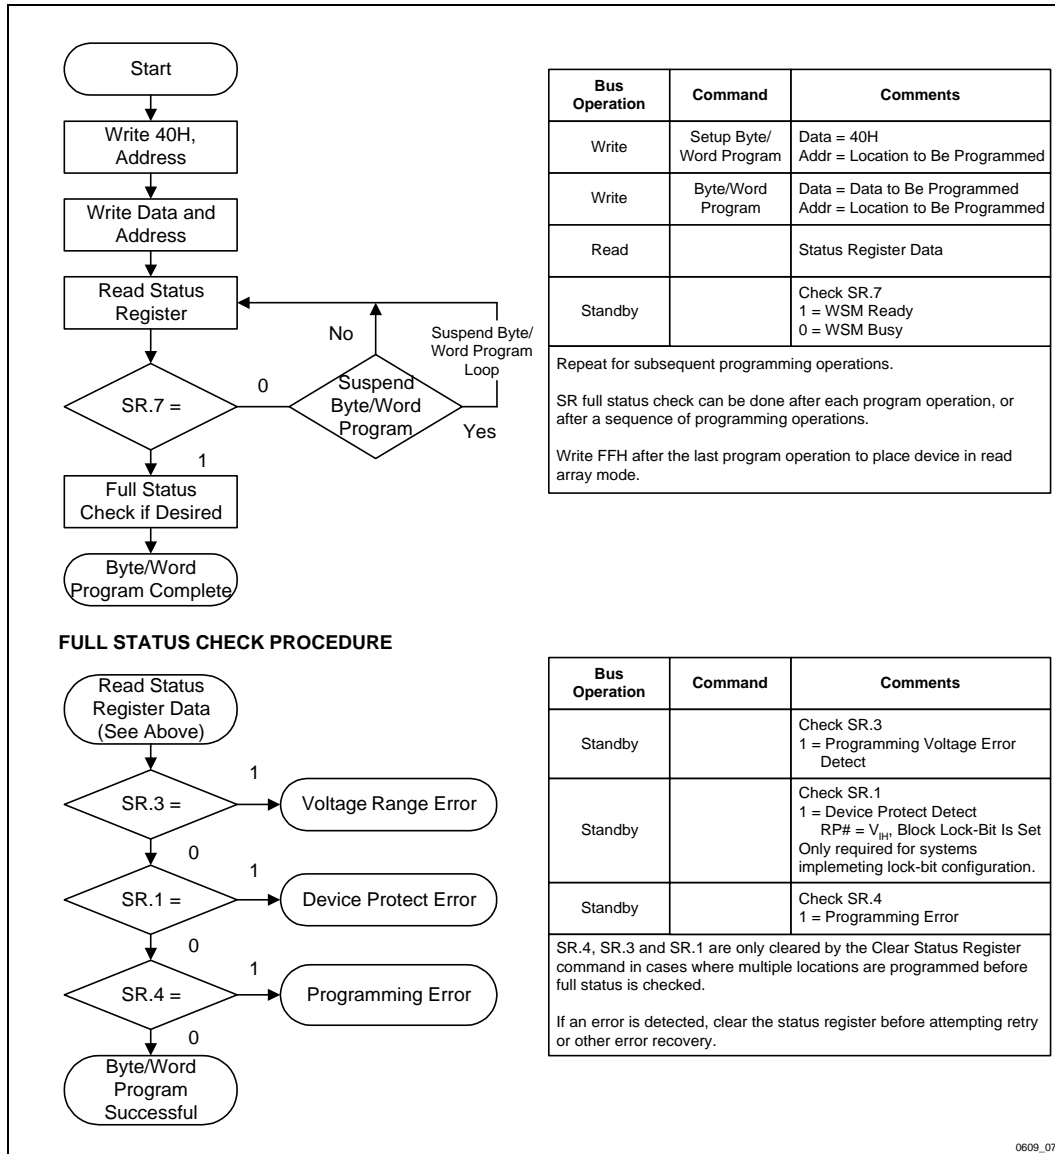 Start
Write 40H,
Address
Write Data and
Address
Read Status
Register
No
Suspend Byte/
Word Program
Loop
SR.7 =
0
Suspend
Byte/Word
Program
Yes
1
Full Status
Check if Desired
Byte/Word
Program Complete
Bus
Operation
Command
Comments
Write
Setup Byte/
Word Program
Data = 40H
Addr = Location to Be Programmed
Write
Byte/Word
Program
Data = Data to Be Programmed
Addr = Location to Be Programmed
Read
Status Register Data
Standby
Check SR.7
1 = WSM Ready
0 = WSM Busy
Repeat for subsequent programming operations.
SR full status check can be done after each program operation, or
after a sequence of programming operations.
Write FFH after the last program operation to place device in read
array mode.
FULL STATUS CHECK PROCEDURE
Read Status
Register Data
(See Above)
SR.3 =
1
Voltage Range Error
0
SR.1 =
1
Device Protect Error
0
SR.4 =
1
Programming Error
0
Byte/Word
Program
Successful
Bus
Operation
Command
Comments
Standby
Check SR.3
1 = Programming Voltage Error
Detect
Standby
Check SR.1
1 = Device Protect Detect
RP# = VIH, Block Lock-Bit Is Set
Only required for systems
implemeting lock-bit configuration.
Standby
Check SR.4
1 = Programming Error
SR.4, SR.3 and SR.1 are only cleared by the Clear Status Register
command in cases where multiple locations are programmed before
full status is checked.
If an error is detected, clear the status register before attempting retry
or other error recovery.
0609_07